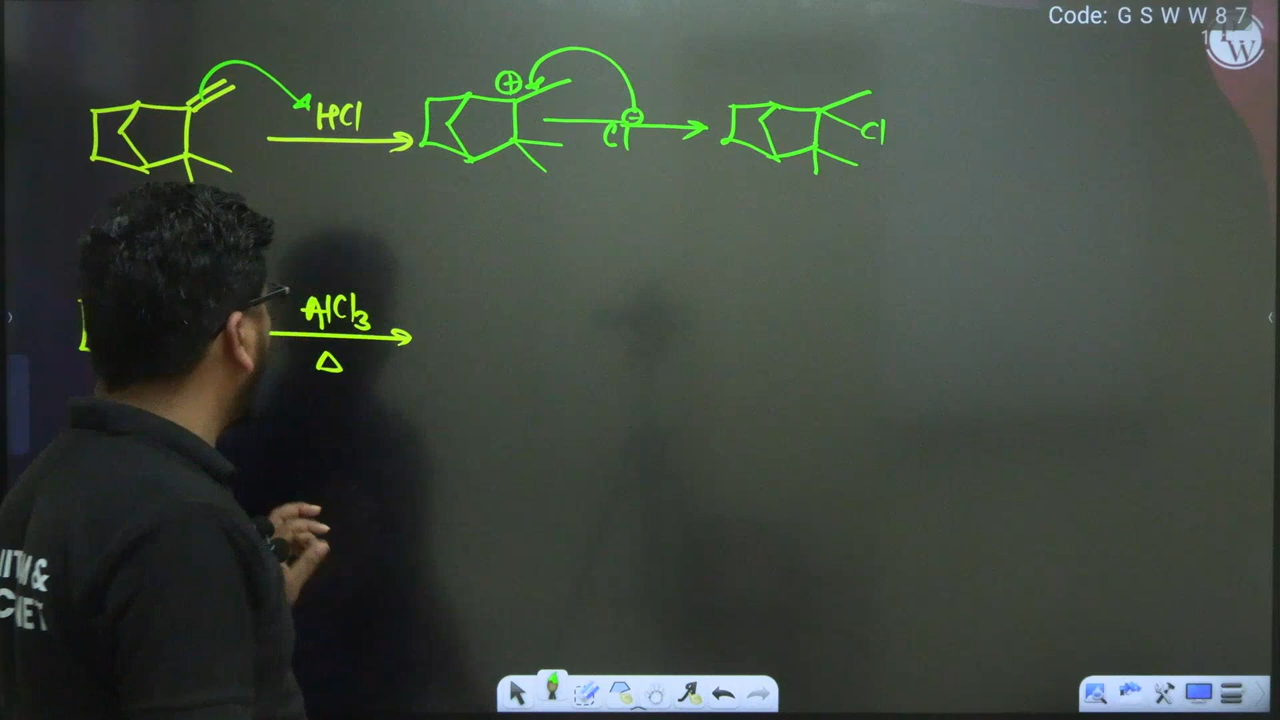 Code: G S W W 8 7
W
HCl
⊕
Cl
⊖
Cl
AlCl3
Δ